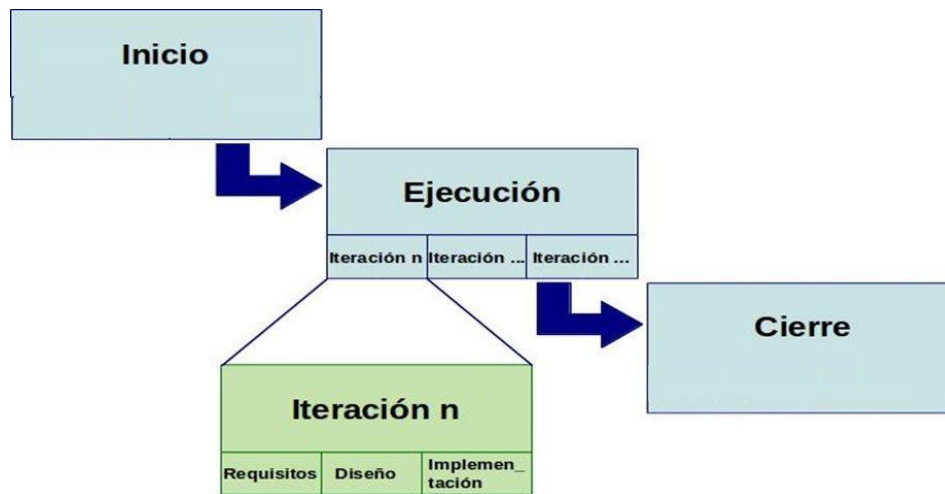 Inicio
Ejecución
Iteración n
Iteración ...
Iteración ...
Cierre
Iteración n
Requisitos
Diseño
Implemen_
tación